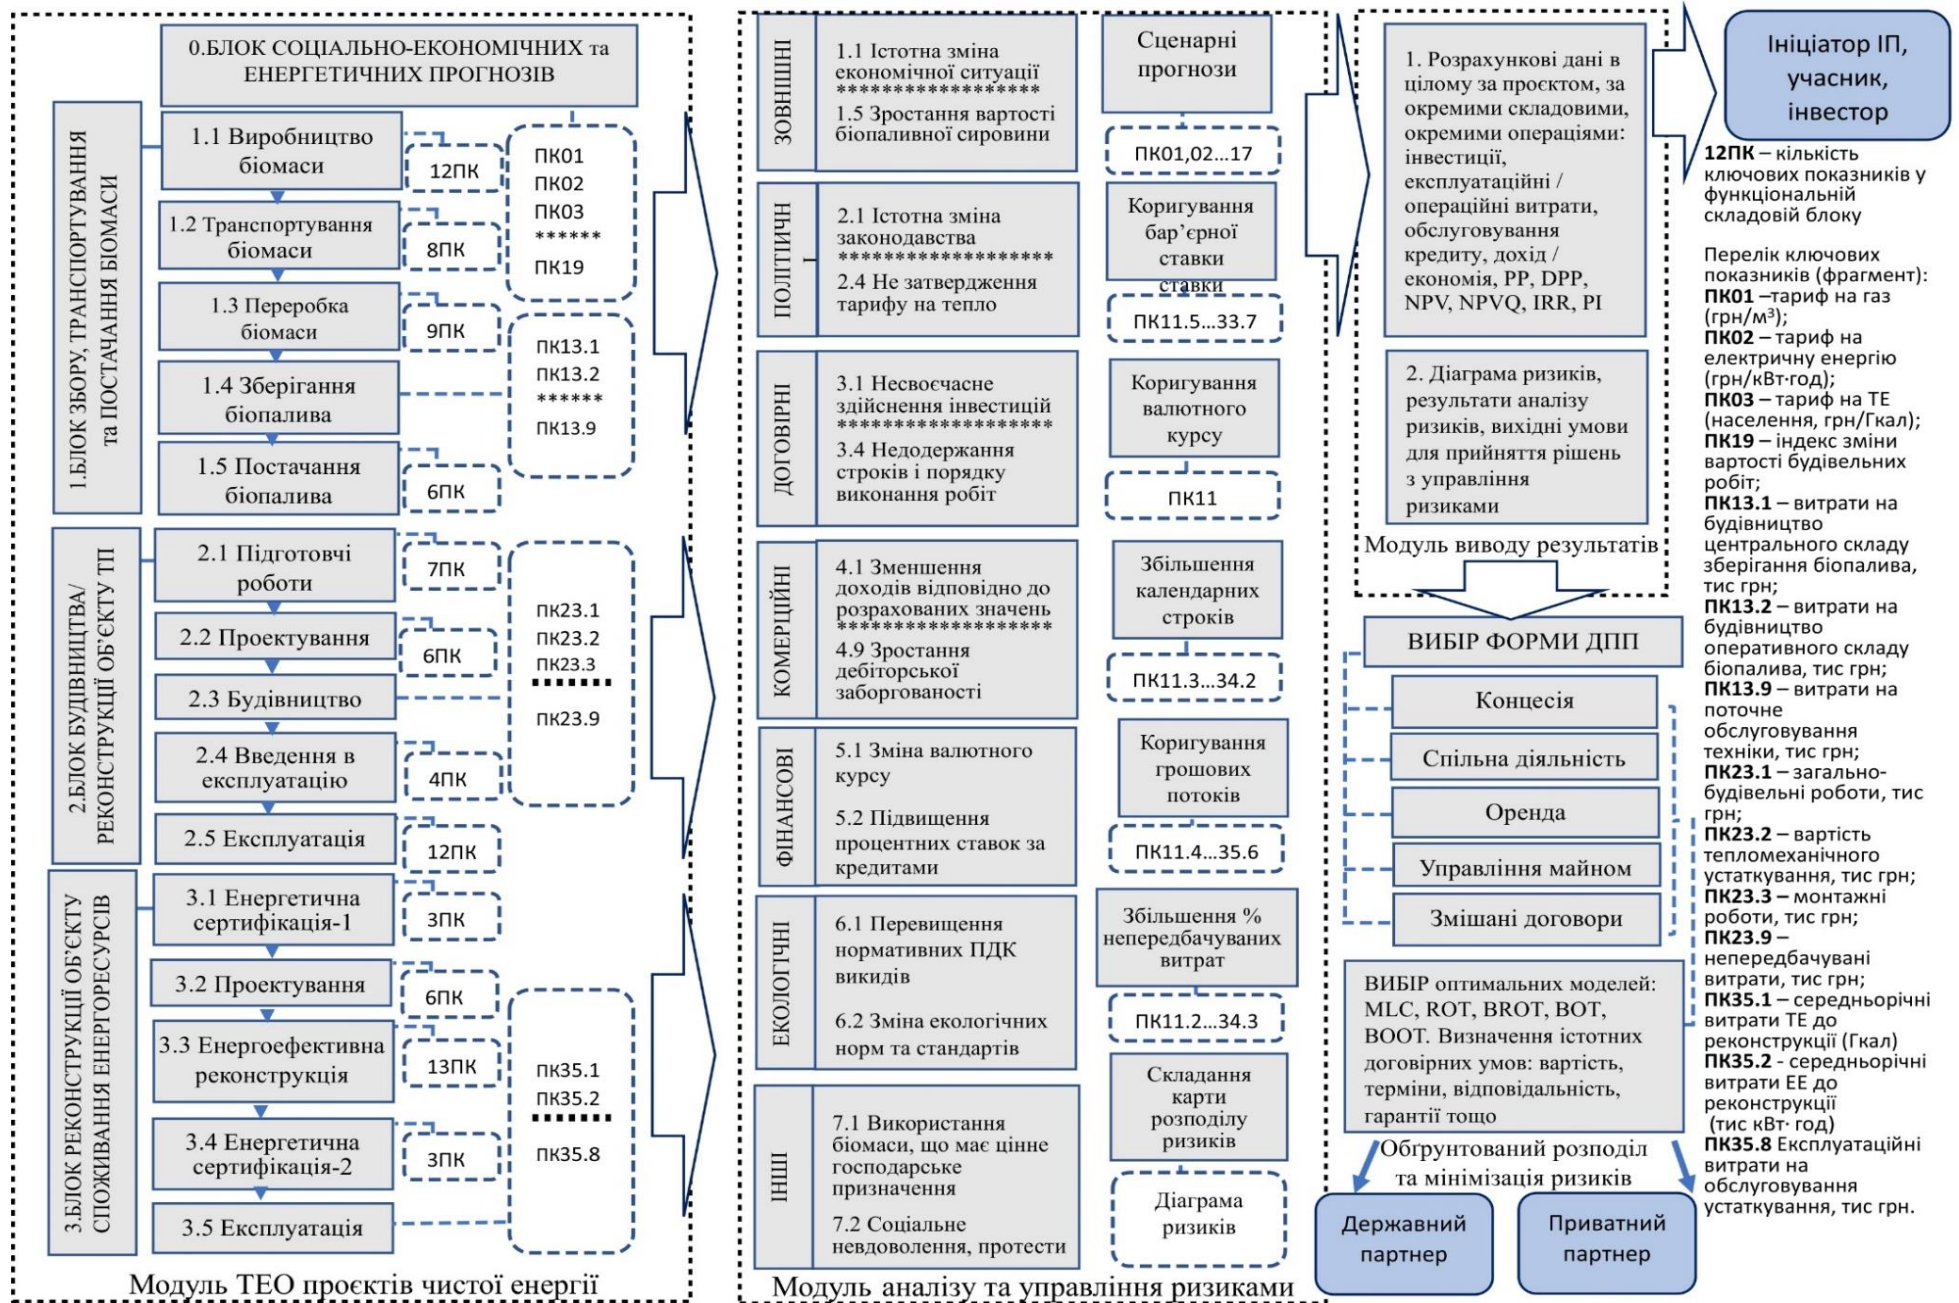 0.БЛОК СОЦІАЛЬНО-ЕКОНОМІЧНИХ та
ЕНЕРГЕТИЧНИХ ПРОГНОЗІВ
1.БЛОК ЗБОРУ, ТРАНСПОРТУВАННЯ
та ПОСТАЧАННЯ БІОМАСИ
1.1 Виробництво
біомаси
12ПК
1.2 Транспортування
біомаси
8ПК
1.3 Переробка
біомаси
9ПК
1.4 Зберігання
біопалива
1.5 Постачання
біопалива
6ПК
ПК01
ПК02
ПК03
******
ПК19
ПК13.1
ПК13.2
******
ПК13.9
2.БЛОК БУДІВНИЦТВА/
РЕКОНСТРУКЦІЇ ОБ’ЄКТУ ТП
2.1 Підготовчі
роботи
7ПК
2.2 Проектування
6ПК
2.3 Будівництво
2.4 Введення в
експлуатацію
4ПК
2.5 Експлуатація
12ПК
ПК23.1
ПК23.2
ПК23.3
ПК23.9
3.БЛОК РЕКОНСТРУКЦІЇ ОБ’ЄКТУ
СПОЖИВАННЯ ЕНЕРГОРЕСУРСІВ
3.1 Енергетична
сертифікація-1
3ПК
3.2 Проектування
6ПК
3.3 Енергоефективна
реконструкція
13ПК
3.4 Енергетична
сертифікація-2
3ПК
3.5 Експлуатація
ПК35.1
ПК35.2
ПК35.8
Модуль ТЕО проєктів чистої енергії
ЗОВНІШНІ
1.1 Істотна зміна
економічної ситуації
******************
1.5 Зростання вартості
біопаливної сировини
Сценарні
прогнози
ПК01,02...17
ПОЛІТИЧН
І
2.1 Істотна зміна
законодавства
*******************
2.4 Не затвердження
тарифу на тепло
Коригування
бар’єрної
ставки
ставки
ПК11.5...33.7
ДОГОВІРНІ
3.1 Несвоєчасне
здійснення інвестицій
*******************
3.4 Недодержання
строків і порядку
виконання робіт
Коригування
валютного
курсу
ПК11
КОМЕРЦІЙНІ
4.1 Зменшення
доходів відповідно до
розрахованих значень
*******************
4.9 Зростання
дебіторської
заборгованості
Збільшення
календарних
строків
ПК11.3...34.2
ФІНАНСОВІ
5.1 Зміна валютного
курсу
5.2 Підвищення
процентних ставок за
кредитами
Коригування
грошових
потоків
ПК11.4...35.6
ЕКОЛОГІЧНІ
6.1 Перевищення
нормативних ПДК
викидів
6.2 Зміна екологічних
норм та стандартів
Збільшення %
непередбачуваних
витрат
ПК11.2...34.3
ІНШІ
7.1 Використання
біомаси, що має цінне
господарське
призначення
7.2 Соціальне
невдоволення, протести
Складання
карти
розподілу
ризиків
Діаграма
ризиків
Модуль аналізу та управління ризиками
1. Розрахункові дані в
цілому за проєктом, за
окремими складовими,
окремими операціями:
інвестиції,
експлуатаційні /
операційні витрати,
обслуговування
кредиту, дохід /
економія, PP, DPP,
NPV, NPVQ, IRR, PI
2. Діаграма ризиків,
результати аналізу
ризиків, вихідні умови
для прийняття рішень
з управління
ризиками
Модуль виводу результатів
ВИБІР ФОРМИ ДПП
Концесія
Спільна діяльність
Оренда
Управління майном
Змішані договори
ВИБІР оптимальних моделей:
MLC, ROT, BROT, BOT,
BOOT. Визначення істотних
договірних умов: вартість,
терміни, відповідальність,
гарантії тощо
Обґрунтований розподіл
та мінімізація ризиків
Державний
партнер
Приватний
партнер
Ініціатор ІП,
учасник,
інвестор
12ПК – кількість
ключових показників у
функціональній
складовій блоку
Перелік ключових
показників (фрагмент):
ПК01 –тариф на газ
(грн/м³);
ПК02 – тариф на
електричну енергію
(грн/кВт·год);
ПК03 – тариф на ТЕ
(населення, грн/Гкал);
ПК19 – індекс зміни
вартості будівельних
робіт;
ПК13.1 – витрати на
будівництво
центрального складу
зберігання біопалива,
тис грн;
ПК13.2 – витрати на
будівництво
оперативного складу
біопалива, тис грн;
ПК13.9 – витрати на
поточне
обслуговування
техніки, тис грн;
ПК23.1 – загально-
будівельні роботи, тис
грн;
ПК23.2 – вартість
тепломеханічного
устаткування, тис грн;
ПК23.3 – монтажні
роботи, тис грн;
ПК23.9 –
непередбачувані
витрати, тис грн;
ПК35.1 – середньорічні
витрати ТЕ до
реконструкції (Гкал)
ПК35.2 - середньорічні
витрати ЕЕ до
реконструкції
(тис кВт· год)
ПК35.8 Експлуатаційні
витрати на
обслуговування
устаткування, тис грн.